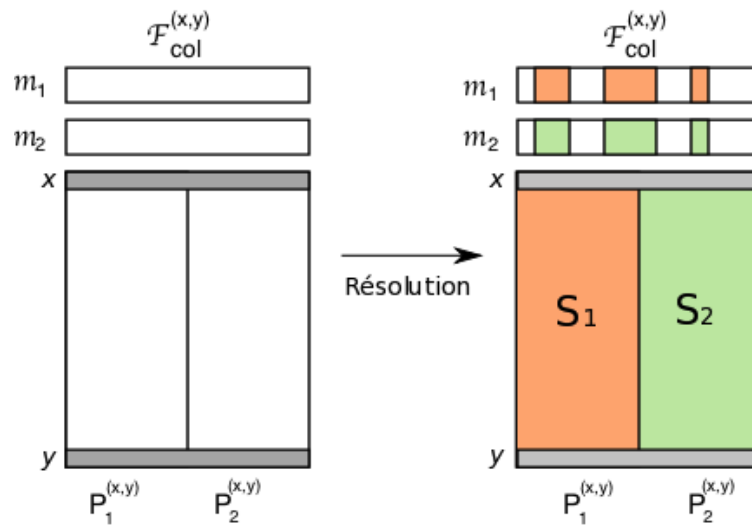 ℱ_col^(x,y) ℱ_col^(x,y)
m₁ m₁
m₂ m₂
x x
Résolution
S₁ S₂
y y
P₁^(x,y) P₂^(x,y) P₁^(x,y) P₂^(x,y)